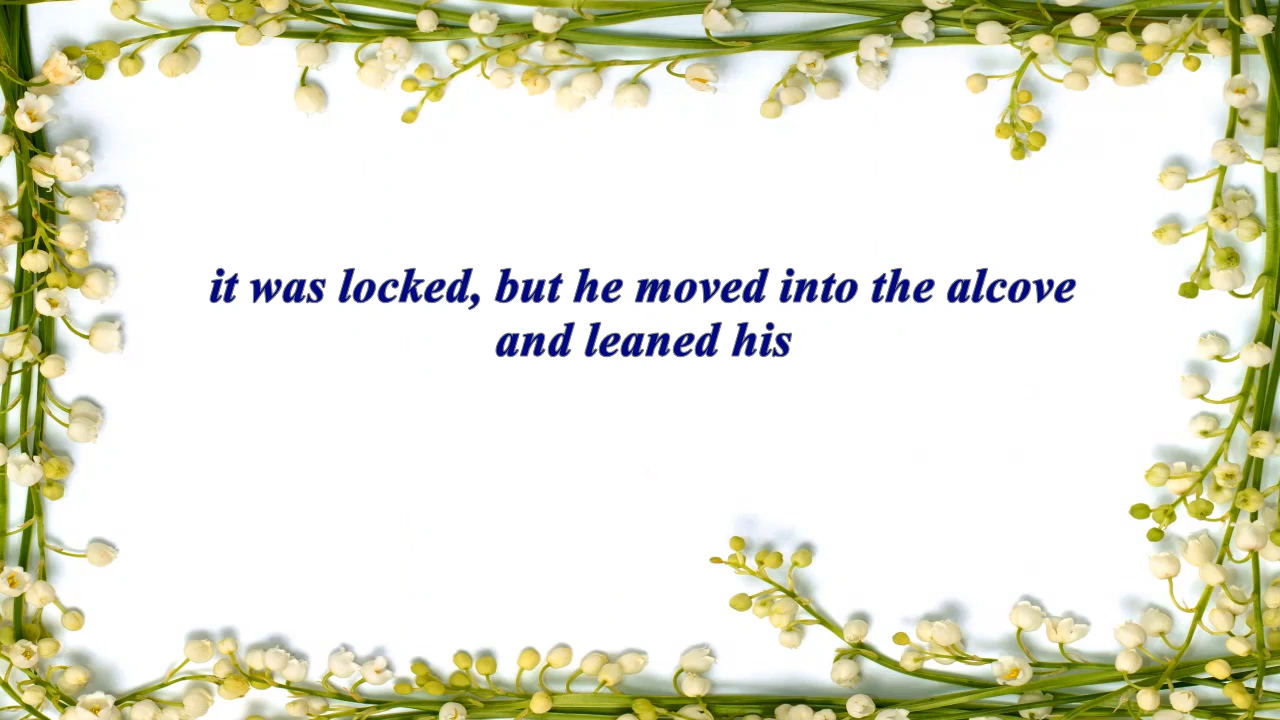 it was locked, but he moved into the alcove
and leaned his